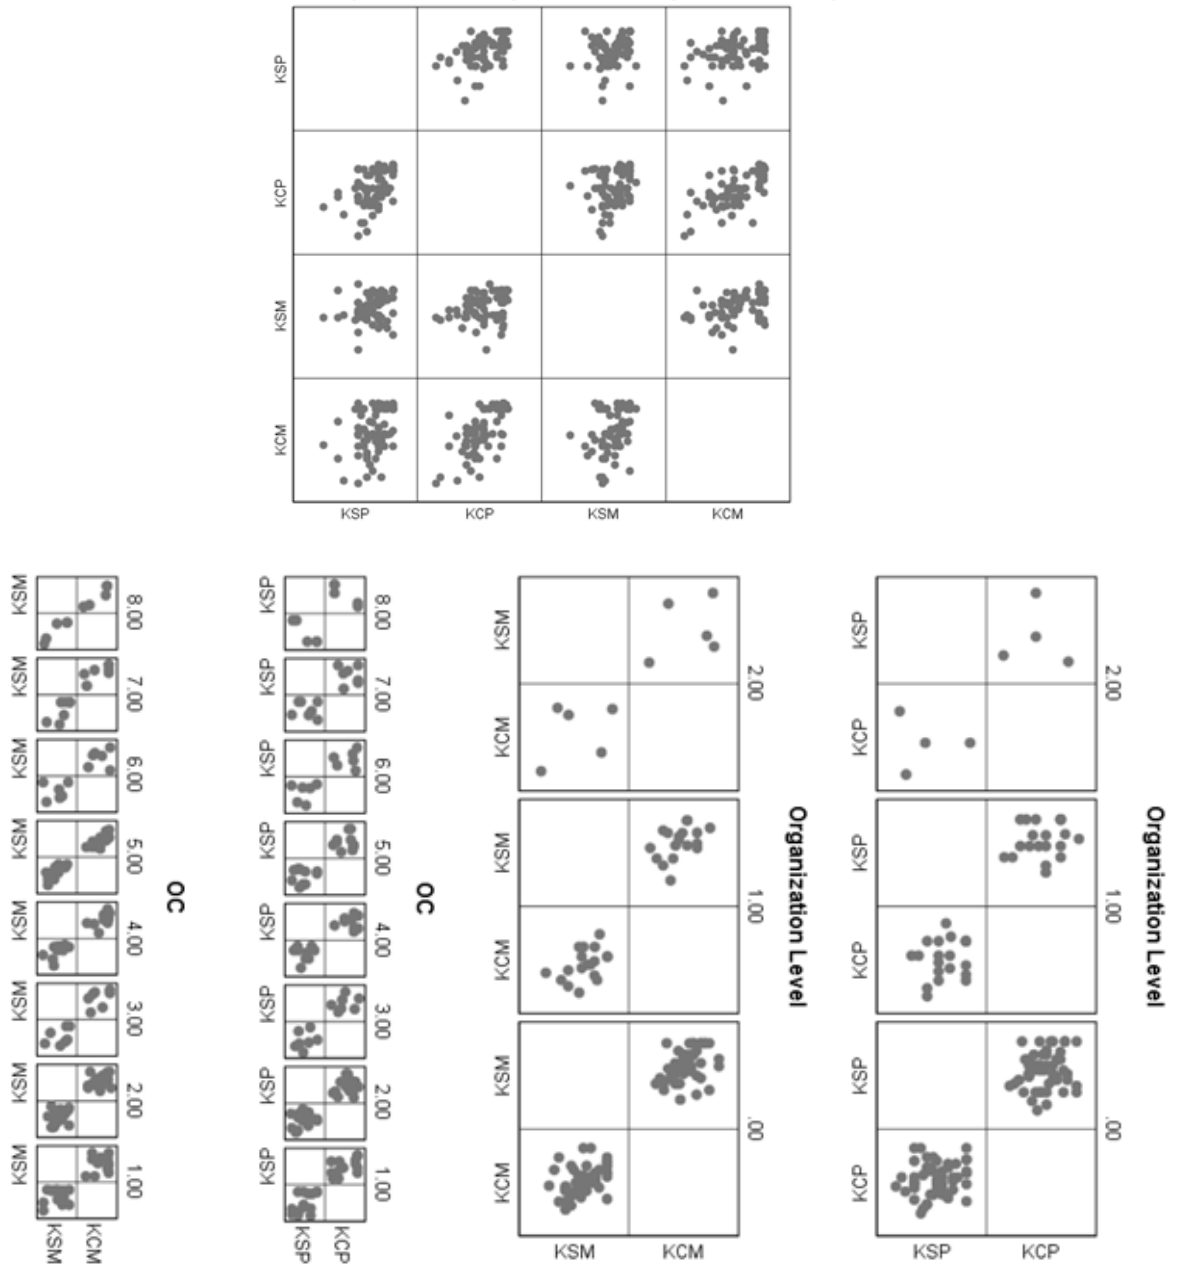 KSP
KCP
KSM
KCM
KSP KCP KSM KCM
KSM
8.00
KSM
7.00
KSM
6.00
KSM
5.00
KSM
4.00
KSM
3.00
KSM
2.00
KSM
1.00
KSM KCM
OC
KSP
8.00
KSP
7.00
KSP
6.00
KSP
5.00
KSP
4.00
KSP
3.00
KSP
2.00
KSP
1.00
KSP KCP
OC
KSM
KCM
2.00
KSM
KCM
1.00
KSM
KCM
.00
KSM KCM
Organization Level
KSP
KCP
2.00
KSP
KCP
1.00
KSP
KCP
.00
KSP KCP
Organization Level